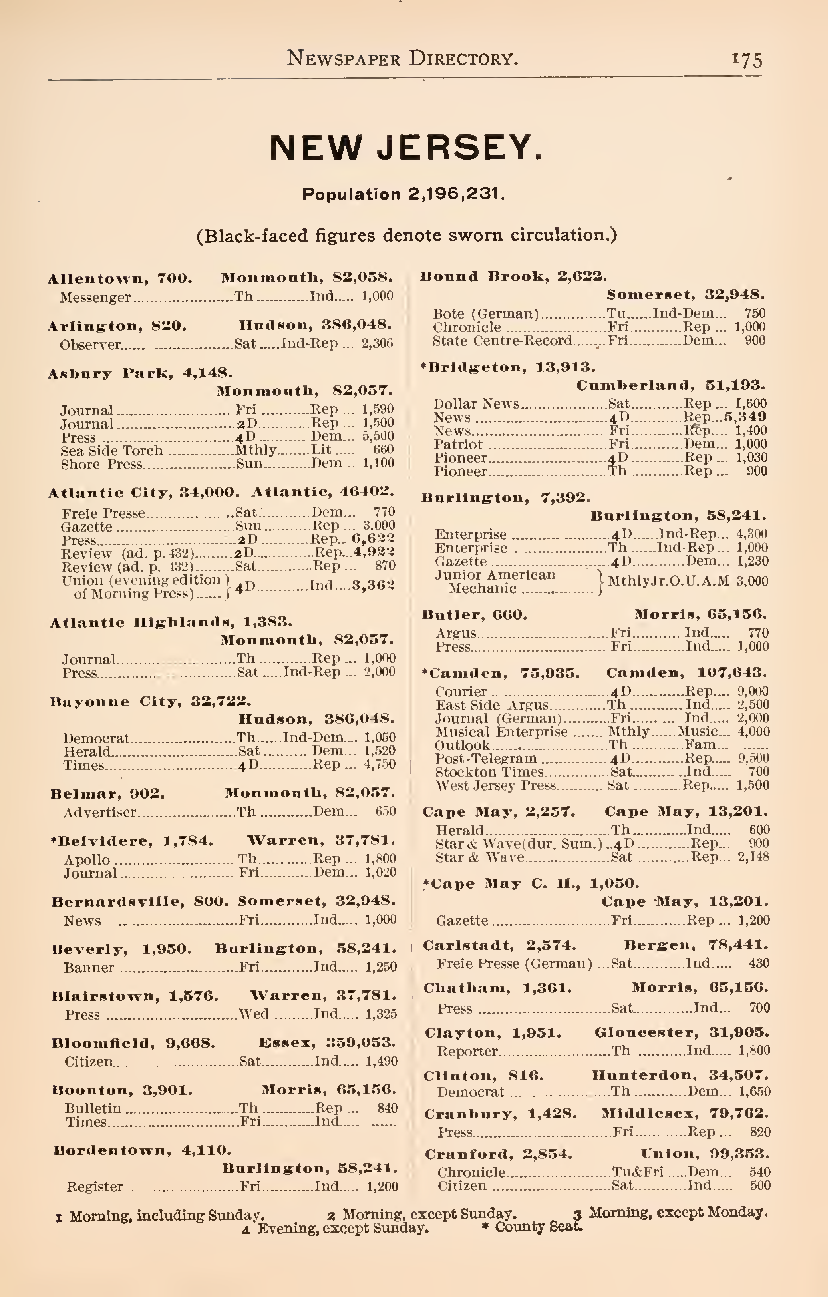 NEWSPAPER DIRECTORY. 175
NEW JERSEY.
Population 2,196,231.
(Black-faced figures denote sworn circulation.)
Allentown, 700. Monmouth, 82,058.
Messenger Th Ind 1,000
Arlington, 820. Hudson, 386,048.
Observer Sat Ind-Rep 2,306
Asbury Park, 4,148.
Monmouth, 82,057.
Journal Fri Rep 1,590
Journal 2D Rep 1,500
Press 4D Dem 5,500
Sea Side Torch Mthly Lit 660
Shore Press Sun Dem 1,100
Atlantic City, 34,000. Atlantic, 46402.
Freie Presse Sat Dem 770
Gazette Sun Rep 3,000
Press 2D Rep 6,622
Review (ad. p. 432) 2D Rep 4,922
Review (ad. p. 432) Sat Rep 870
Union (evening edition
of Morning Press) } 4D Ind 3,362
Atlantic Highlands, 1,383.
Monmouth, 82,057.
Journal Th Rep 1,000
Press Sat Ind-Rep 2,000
Bayonne City, 32,722.
Hudson, 386,048.
Democrat Th Ind-Dem 1,050
Herald Sat Dem 1,520
Times 4D Rep 4,750
Belmar, 902. Monmouth, 82,057.
Advertiser Th Dem 650
*Belvidere, 1,784. Warren, 37,781.
Apollo Th Rep 1,800
Journal Fri Dem 1,020
Bernardsville, 800. Somerset, 32,948.
News Fri Ind 1,000
Beverly, 1,950. Burlington, 58,241.
Banner Fri Ind 1,250
Blairstown, 1,576. Warren, 37,781.
Press Wed Ind 1,325
Bloomfield, 9,668. Essex, 359,053.
Citizen Sat Ind 1,490
Boonton, 3,901. Morris, 65,156.
Bulletin Th Rep 840
Times Fri Ind
Bordentown, 4,110.
Burlington, 58,241.
Register Fri Ind 1,200
Bound Brook, 2,622.
Somerset, 32,948.
Bote (German) Tu Ind-Dem 750
Chronicle Fri Rep 1,000
State Centre-Record Fri Dem 900
*Bridgeton, 13,913.
Cumberland, 51,193.
Dollar News Sat Rep 1,600
News 4D Rep 5,349
News Fri Rep 1,400
Patriot Fri Dem 1,000
Pioneer 4D Rep 1,030
Pioneer Th Rep 900
Burlington, 7,392.
Burlington, 58,241.
Enterprise 4D Ind-Rep
Enterprise Th Ind-Rep 1,000
Gazette 4D Dem 1,230
Junior American
Mechanic } Mthly Jr.O.U.A.M 3,000
Butler, 660. Morris, 65,156.
Argus Fri Ind 770
Press Fri Ind 1,000
*Camden, 75,935. Camden, 107,643.
Courier 4D Rep 9,000
East Side Argus Th Ind 2,500
Journal (German) Fri Ind 2,000
Musical Enterprise Mthly Music 4,000
Outlook Th Fam
Post-Telegram 4D Rep 9,500
Stockton Times Sat Ind 700
West Jersey Press Sat Rep 1,500
Cape May, 2,257. Cape May, 13,201.
Herald Th Ind 600
Star & Wave(dur. Sum.) 4D Rep 900
Star & Wave Sat Rep 2,148
*Cape May C. H., 1,050.
Cape May, 13,201.
Gazette Fri Rep 1,200
Carlstadt, 2,574. Bergen, 78,441.
Freie Presse (German) Sat Ind 430
Chatham, 1,361. Morris, 65,156.
Press Sat Ind 700
Clayton, 1,951. Gloucester, 31,905.
Reporter Th Ind 1,800
Clinton, 816. Hunterdon, 34,507.
Democrat Th Dem 1,650
Cranbury, 1,428. Middlesex, 79,762.
Press Fri Rep 820
Cranford, 2,854. Union, 99,353.
Chronicle Tu&Fri Dem 540
Citizen Sat Ind 500
1 Morning, including Sunday. 2 Morning, except Sunday. 3 Morning, except Monday.
4 Evening, except Sunday. * County Seat.